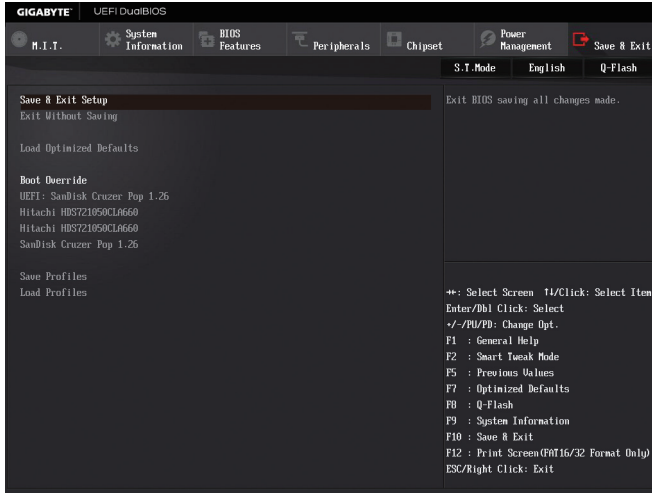 GIGABYTE™ UEFI DualBIOS
M.I.T. System Information BIOS Features Peripherals Chipset Power Management Save & Exit
S.T.Mode English Q-Flash
Save & Exit Setup
Exit Without Saving
Load Optimized Defaults
Boot Override
UEFI: SanDisk Cruzer Pop 1.26
Hitachi HDS721050CLA660
Hitachi HDS721050CLA660
SanDisk Cruzer Pop 1.26
Save Profiles
Load Profiles
Exit BIOS saving all changes made.
→←: Select Screen ↑↓/Click: Select Item
Enter/Dbl Click: Select
+/-/PU/PD: Change Opt.
F1 : General Help
F2 : Smart Tweak Mode
F5 : Previous Values
F7 : Optimized Defaults
F8 : Q-Flash
F9 : System Information
F10 : Save & Exit
F12 : Print Screen(FAT16/32 Format Only)
ESC/Right Click: Exit